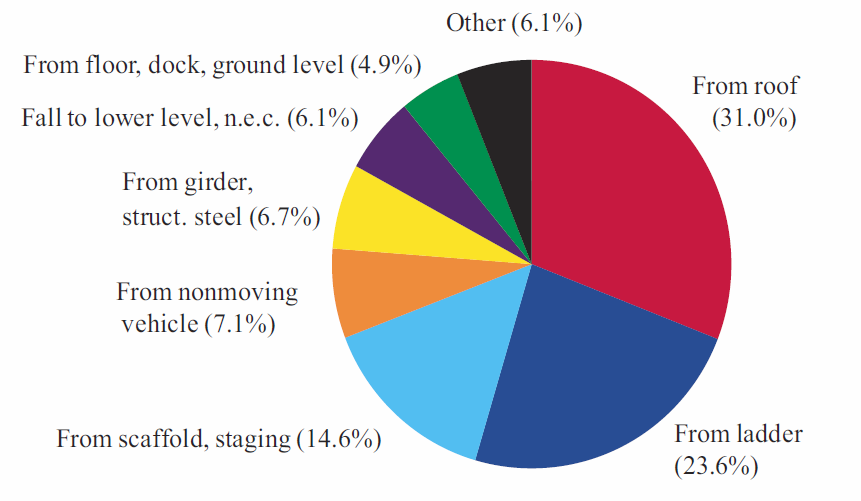 Other (6.1%)
From floor, dock, ground level (4.9%)
From roof
(31.0%)
Fall to lower level, n.e.c. (6.1%)
From girder,
struct. steel (6.7%)
From nonmoving
vehicle (7.1%)
From scaffold, staging (14.6%)
From ladder
(23.6%)